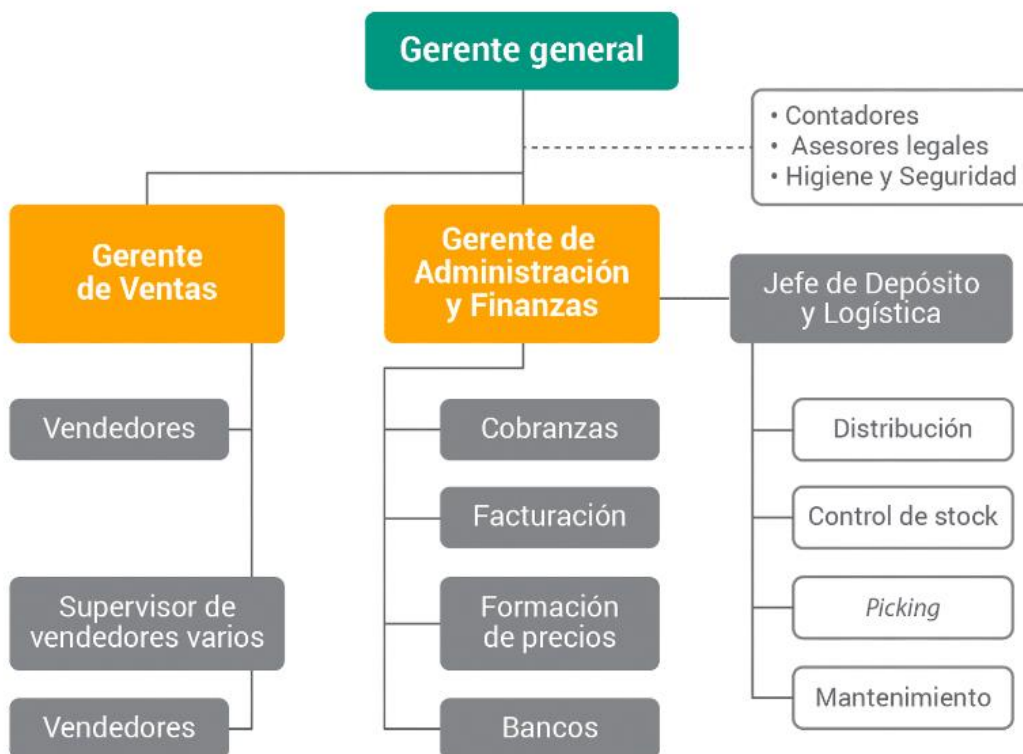 Gerente general
• Contadores
• Asesores legales
• Higiene y Seguridad
Gerente
de Ventas
Gerente de
Administración
y Finanzas
Jefe de Depósito
y Logística
Vendedores
Supervisor de
vendedores varios
Vendedores
Cobranzas
Facturación
Formación
de precios
Bancos
Distribución
Control de stock
Picking
Mantenimiento